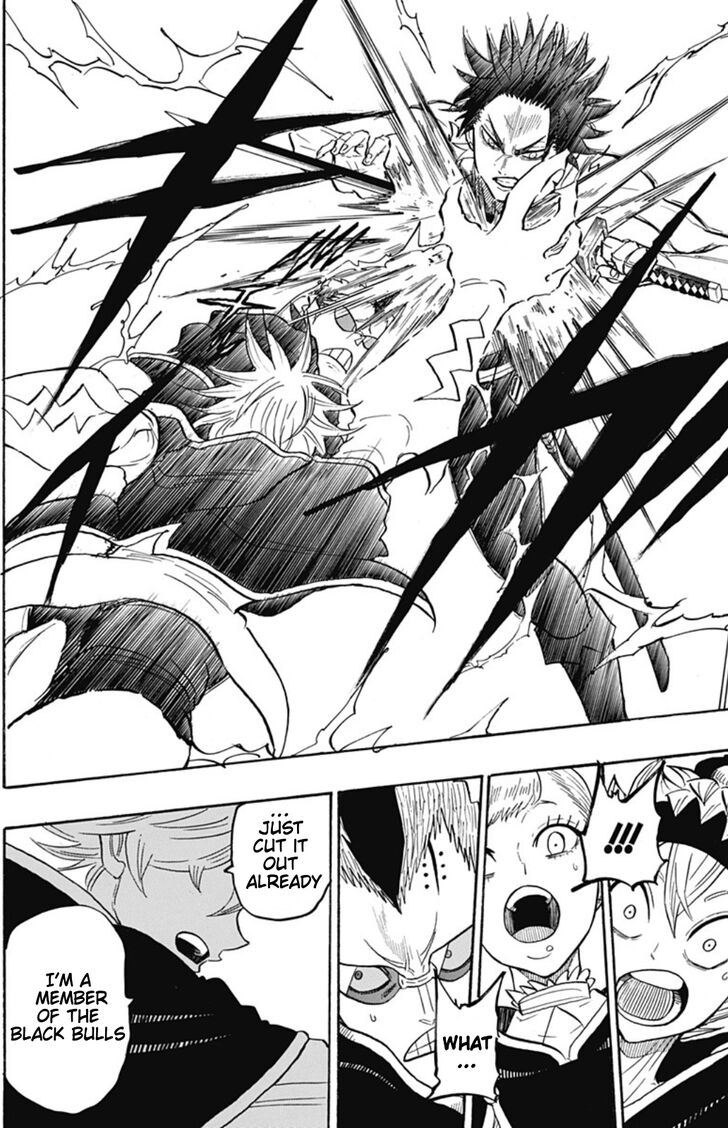 !!!
WHAT
...
...
JUST
CUT IT
OUT
ALREADY
I'M A
MEMBER
OF THE
BLACK BULLS